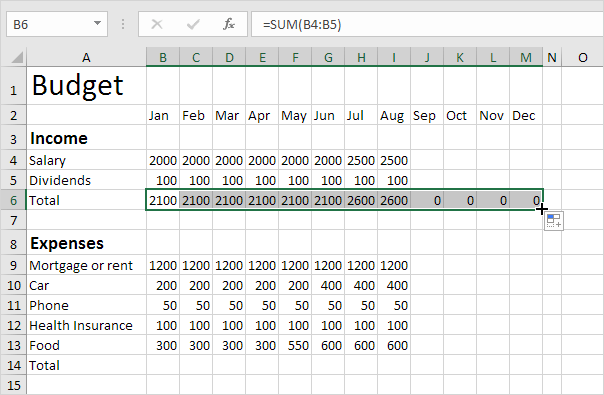 B6 fx =SUM(B4:B5)
A B C D E F G H I J K L M N O
1 Budget
2 Jan Feb Mar Apr May Jun Jul Aug Sep Oct Nov Dec
3 Income
4 Salary 2000 2000 2000 2000 2000 2000 2500 2500
5 Dividends 100 100 100 100 100 100 100 100
6 Total 2100 2100 2100 2100 2100 2100 2600 2600 0 0 0 0
7
8 Expenses
9 Mortgage or rent 1200 1200 1200 1200 1200 1200 1200 1200
10 Car 200 200 200 200 200 400 400 400
11 Phone 50 50 50 50 50 50 50 50
12 Health Insurance 100 100 100 100 100 100 100 100
13 Food 300 300 300 300 550 600 600 600
14 Total
15